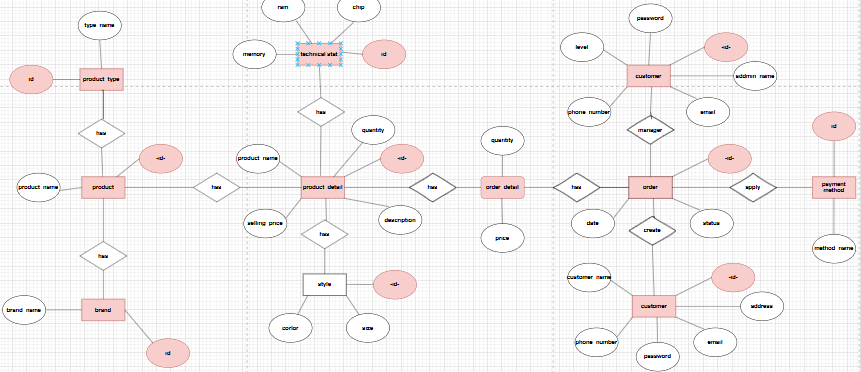 ram
chip
password
type name
level
-id-
memory
technical stat
id
customer
addmin name
id
product type
phone number
email
quantity
manager
id
has
has
quantity
product name
-id-
-id-
-id-
product name
product
has
product detail
has
order detail
has
order
apply
payment
method
selling price
description
date
status
has
price
create
method name
has
customer name
-id-
style
-id-
brand name
brand
customer
address
corlor
size
phone number
email
id
password